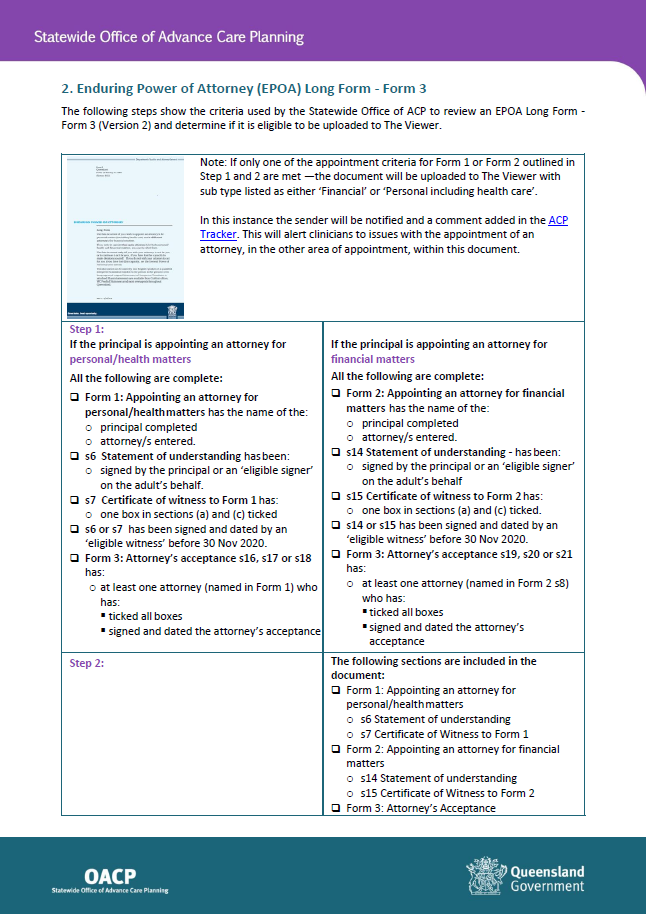 Statewide Office of Advance Care Planning
2. Enduring Power of Attorney (EPOA) Long Form - Form 3
The following steps show the criteria used by the Statewide Office of ACP to review an EPOA Long Form -
Form 3 (Version 2) and determine if it is eligible to be uploaded to The Viewer.
Note: If only one of the appointment criteria for Form 1 or Form 2 outlined in
Step 1 and 2 are met —the document will be uploaded to The Viewer with
sub type listed as either ‘Financial’ or ‘Personal including health care’.
In this instance the sender will be notified and a comment added in the ACP
Tracker. This will alert clinicians to issues with the appointment of an
attorney, in the other area of appointment, within this document.
Step 1:
If the principal is appointing an attorney for
personal/health matters
All the following are complete:
❑ Form 1: Appointing an attorney for
personal/health matters has the name of the:
o principal completed
o attorney/s entered.
❑ s6 Statement of understanding has been:
o signed by the principal or an ‘eligible signer’
on the adult’s behalf.
❑ s7 Certificate of witness to Form 1 has:
o one box in sections (a) and (c) ticked
❑ s6 or s7 has been signed and dated by an
‘eligible witness’ before 30 Nov 2020.
❑ Form 3: Attorney’s acceptance s16, s17 or s18
has:
o at least one attorney (named in Form 1) who
has:
▪ ticked all boxes
▪ signed and dated the attorney’s acceptance
If the principal is appointing an attorney for
financial matters
All the following are complete:
❑ Form 2: Appointing an attorney for financial
matters has the name of the:
o principal completed
o attorney/s entered.
❑ s14 Statement of understanding - has been:
o signed by the principal or an ‘eligible signer’
on the adult’s behalf
❑ s15 Certificate of witness to Form 2 has:
o one box in sections (a) and (c) ticked.
❑ s14 or s15 has been signed and dated by an
‘eligible witness’ before 30 Nov 2020.
❑ Form 3: Attorney’s acceptance s19, s20 or s21
has:
o at least one attorney (named in Form 2 s8)
who has:
▪ ticked all boxes
▪ signed and dated the attorney’s
acceptance
Step 2:
The following sections are included in the
document:
❑ Form 1: Appointing an attorney for
personal/health matters
o s6 Statement of understanding
o s7 Certificate of Witness to Form 1
❑ Form 2: Appointing an attorney for financial
matters
o s14 Statement of understanding
o s15 Certificate of Witness to Form 2
❑ Form 3: Attorney’s Acceptance
OACP
Statewide Office of Advance Care Planning
Queensland
Government